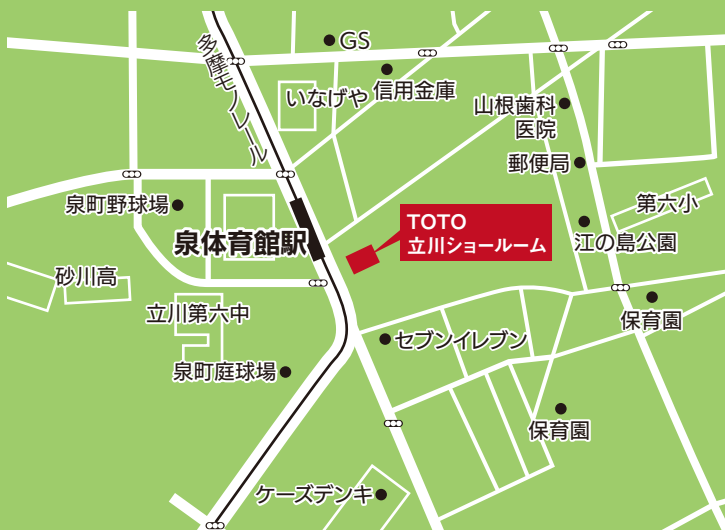 GS
多摩モノレール
いなげや
信用金庫
山根歯科
医院
郵便局
泉町野球場
第六小
TOTO
立川ショールーム
江の島公園
泉体育館駅
砂川高
立川第六中
保育園
セブンイレブン
泉町庭球場
保育園
ケーズデンキ